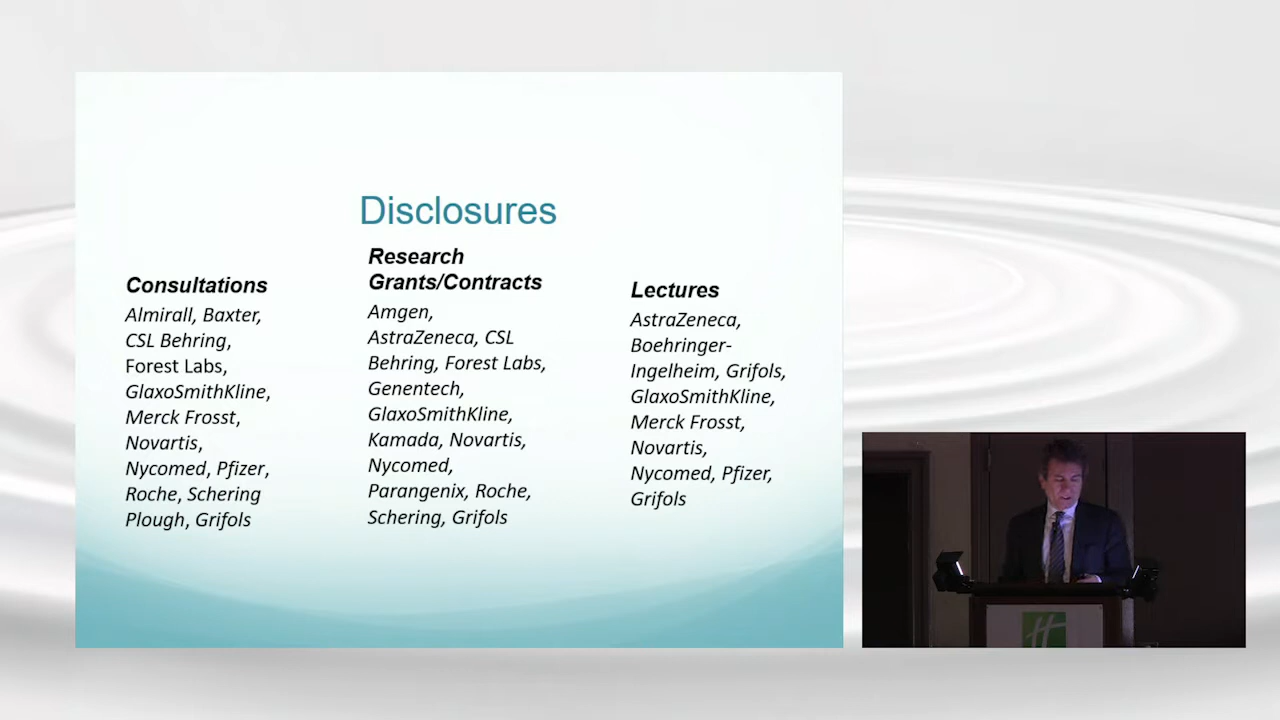 Disclosures
Consultations
Almirall, Baxter,
CSL Behring,
Forest Labs,
GlaxoSmithKline,
Merck Frosst,
Novartis,
Nycomed, Pfizer,
Roche, Schering
Plough, Grifols
Research
Grants/Contracts
Amgen,
AstraZeneca, CSL
Behring, Forest Labs,
Genentech,
GlaxoSmithKline,
Kamada, Novartis,
Nycomed,
Parangenix, Roche,
Schering, Grifols
Lectures
AstraZeneca,
Boehringer-
Ingelheim, Grifols,
GlaxoSmithKline,
Merck Frosst,
Novartis,
Nycomed, Pfizer,
Grifols